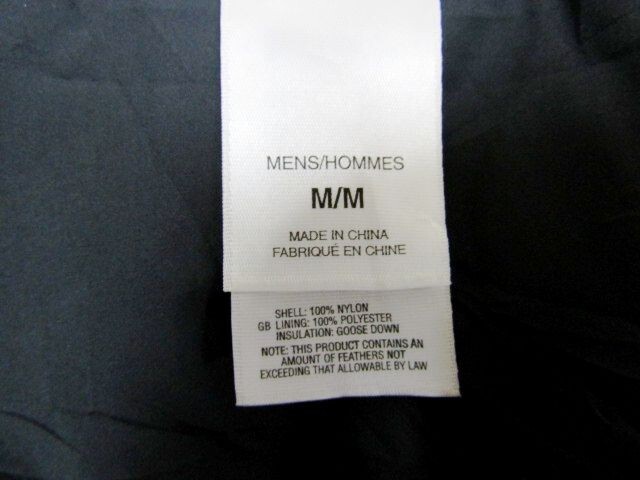 MENS/HOMMES
M/M
MADE IN CHINA
FABRIQUÉ EN CHINE
SHELL: 100% NYLON
GB LINING: 100% POLYESTER
INSULATION: GOOSE DOWN
NOTE: THIS PRODUCT CONTAINS AN
AMOUNT OF FEATHERS NOT
EXCEEDING THAT ALLOWABLE BY LAW